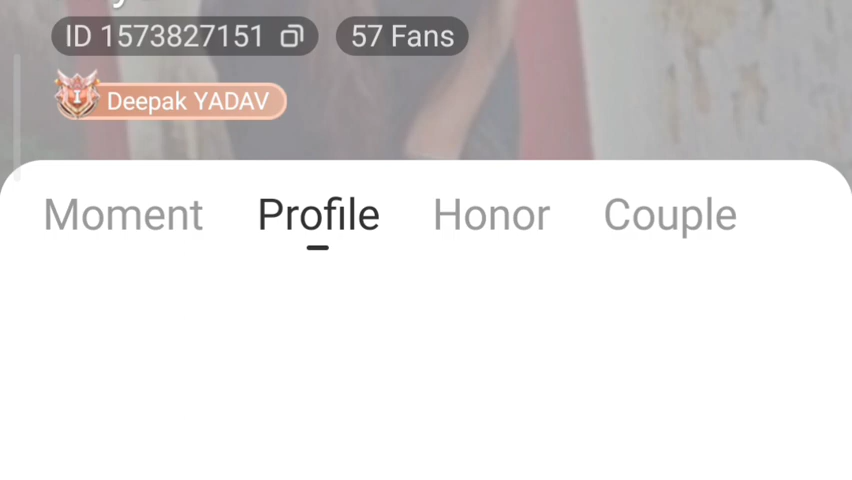 ID 1573827151 57 Fans
I Deepak YADAV
Moment Profile Honor Couple